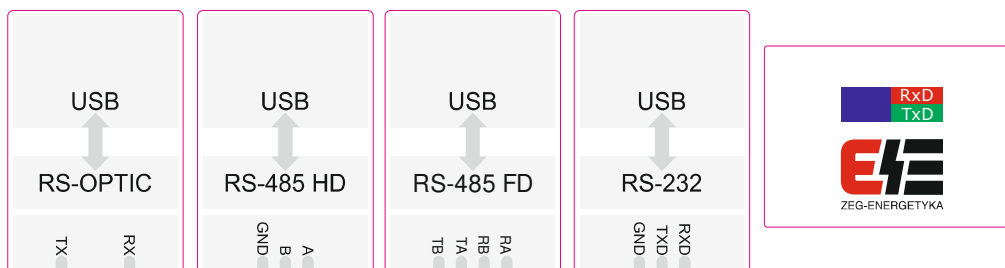 USB
RS-OPTIC
TX
RX
USB
RS-485 HD
GND
B
A
USB
RS-485 FD
TB
TA
RB
RA
USB
RS-232
GND
TXD
RXD
RxD
TxD
ZEG-ENERGETYKA